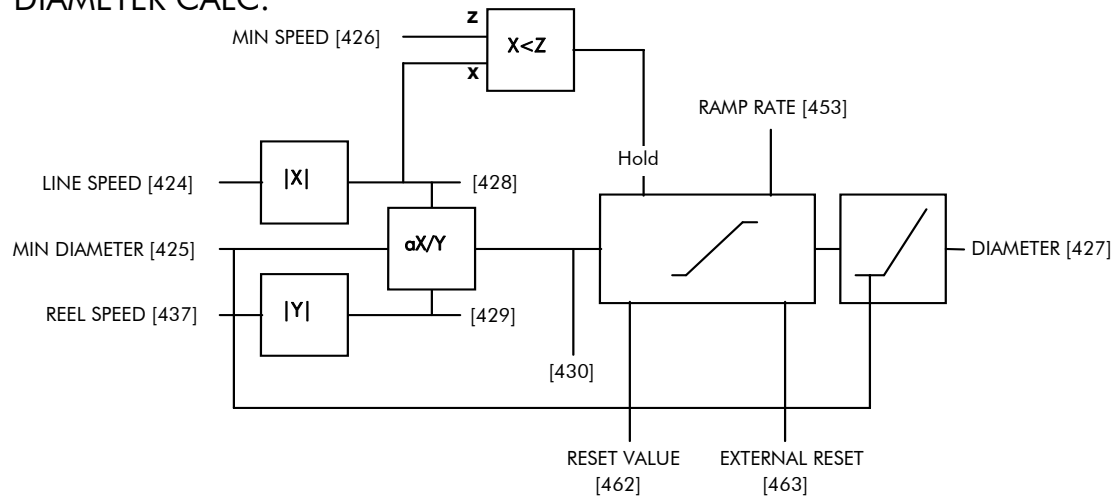 DIAMETER CALC.
MIN SPEED [426]
z
x
X<Z
RAMP RATE [453]
Hold
LINE SPEED [424]
|X|
[428]
MIN DIAMETER [425]
aX/Y
DIAMETER [427]
REEL SPEED [437]
|Y|
[429]
[430]
RESET VALUE
[462]
EXTERNAL RESET
[463]